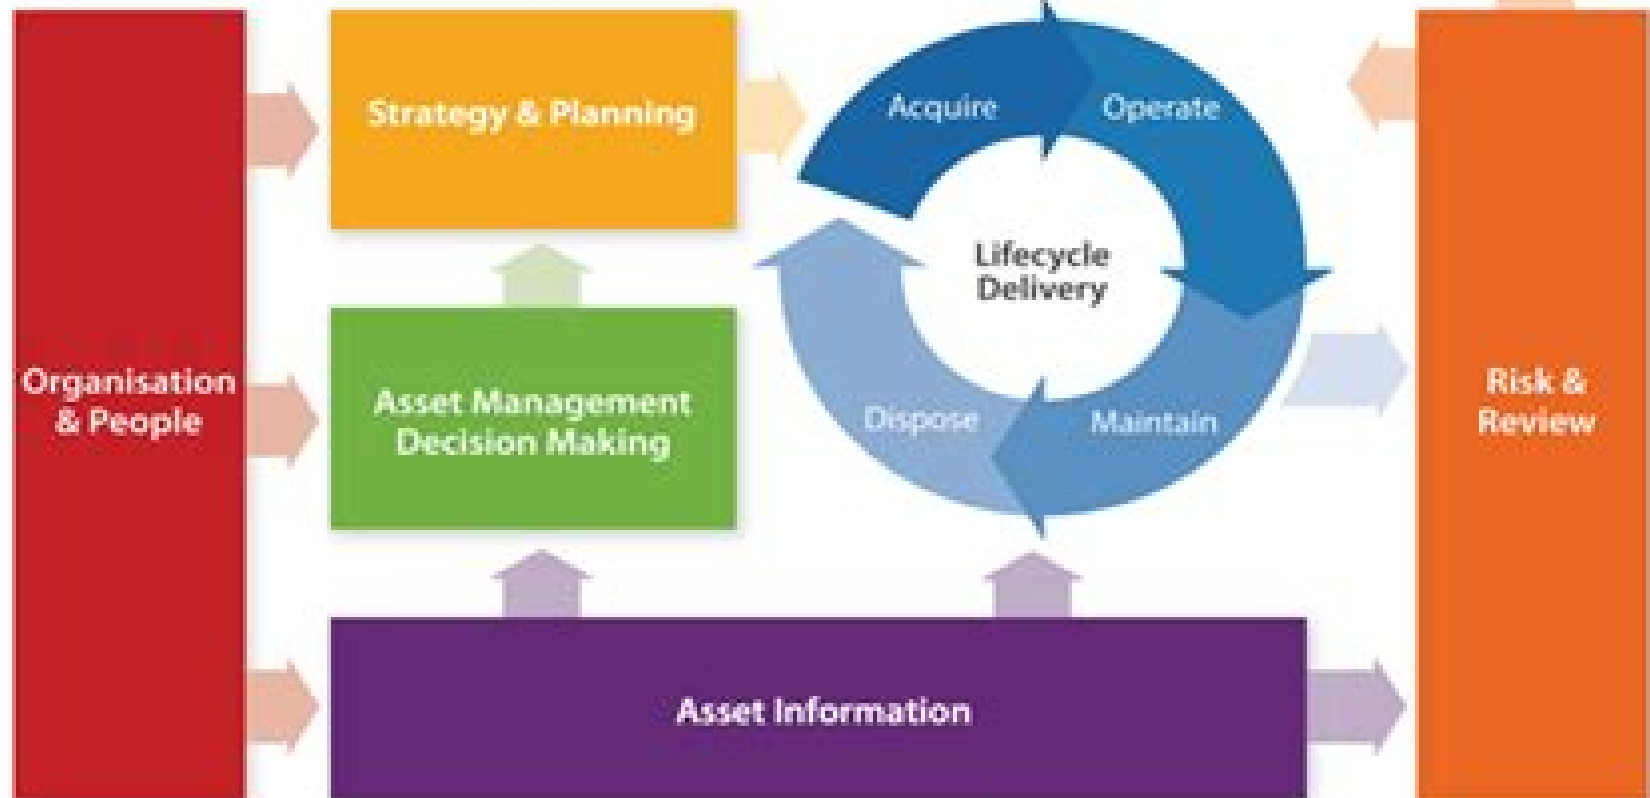 Strategy & Planning
Acquire
Operate
Lifecycle
Delivery
Organisation
& People
Asset Management
Decision Making
Dispose
Maintain
Risk &
Review
Asset Information